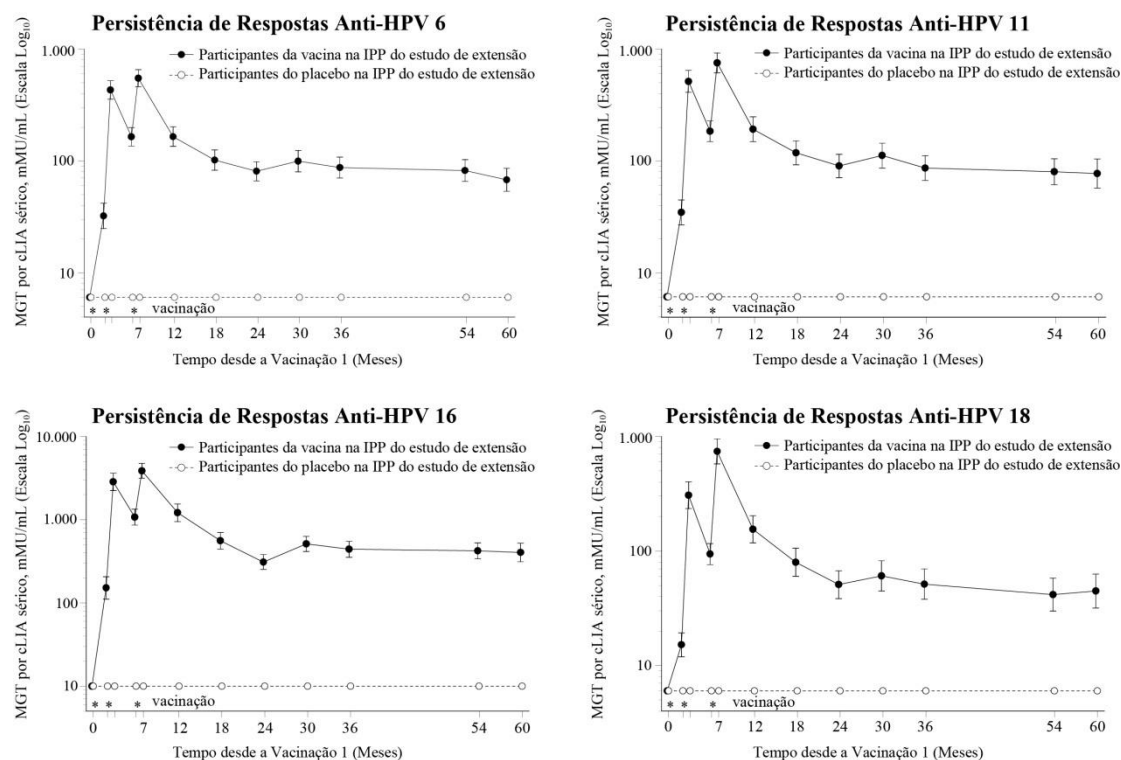 Persistência de Respostas Anti-HPV 6
MGT por cLIA sérico, mMU/mL (Escala Log₁₀)
1.000
100
10
Participantes da vacina na IPP do estudo de extensão
Participantes do placebo na IPP do estudo de extensão
* * * vacinação
0 7 12 18 24 30 36 54 60
Tempo desde a Vacinação 1 (Meses)
Persistência de Respostas Anti-HPV 11
MGT por cLIA sérico, mMU/mL (Escala Log₁₀)
1.000
100
10
Participantes da vacina na IPP do estudo de extensão
Participantes do placebo na IPP do estudo de extensão
* * * vacinação
0 7 12 18 24 30 36 54 60
Tempo desde a Vacinação 1 (Meses)
Persistência de Respostas Anti-HPV 16
MGT por cLIA sérico, mMU/mL (Escala Log₁₀)
10.000
1.000
100
10
Participantes da vacina na IPP do estudo de extensão
Participantes do placebo na IPP do estudo de extensão
* * * vacinação
0 7 12 18 24 30 36 54 60
Tempo desde a Vacinação 1 (Meses)
Persistência de Respostas Anti-HPV 18
MGT por cLIA sérico, mMU/mL (Escala Log₁₀)
1.000
100
10
Participantes da vacina na IPP do estudo de extensão
Participantes do placebo na IPP do estudo de extensão
* * * vacinação
0 7 12 18 24 30 36 54 60
Tempo desde a Vacinação 1 (Meses)